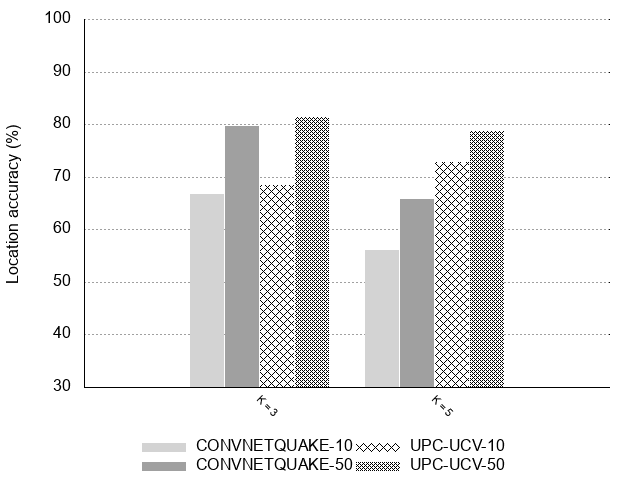 100
90
80
70
60
50
40
30
Location accuracy (%)
K = 3
K = 5
CONVNETQUAKE-10
UPC-UCV-10
CONVNETQUAKE-50
UPC-UCV-50